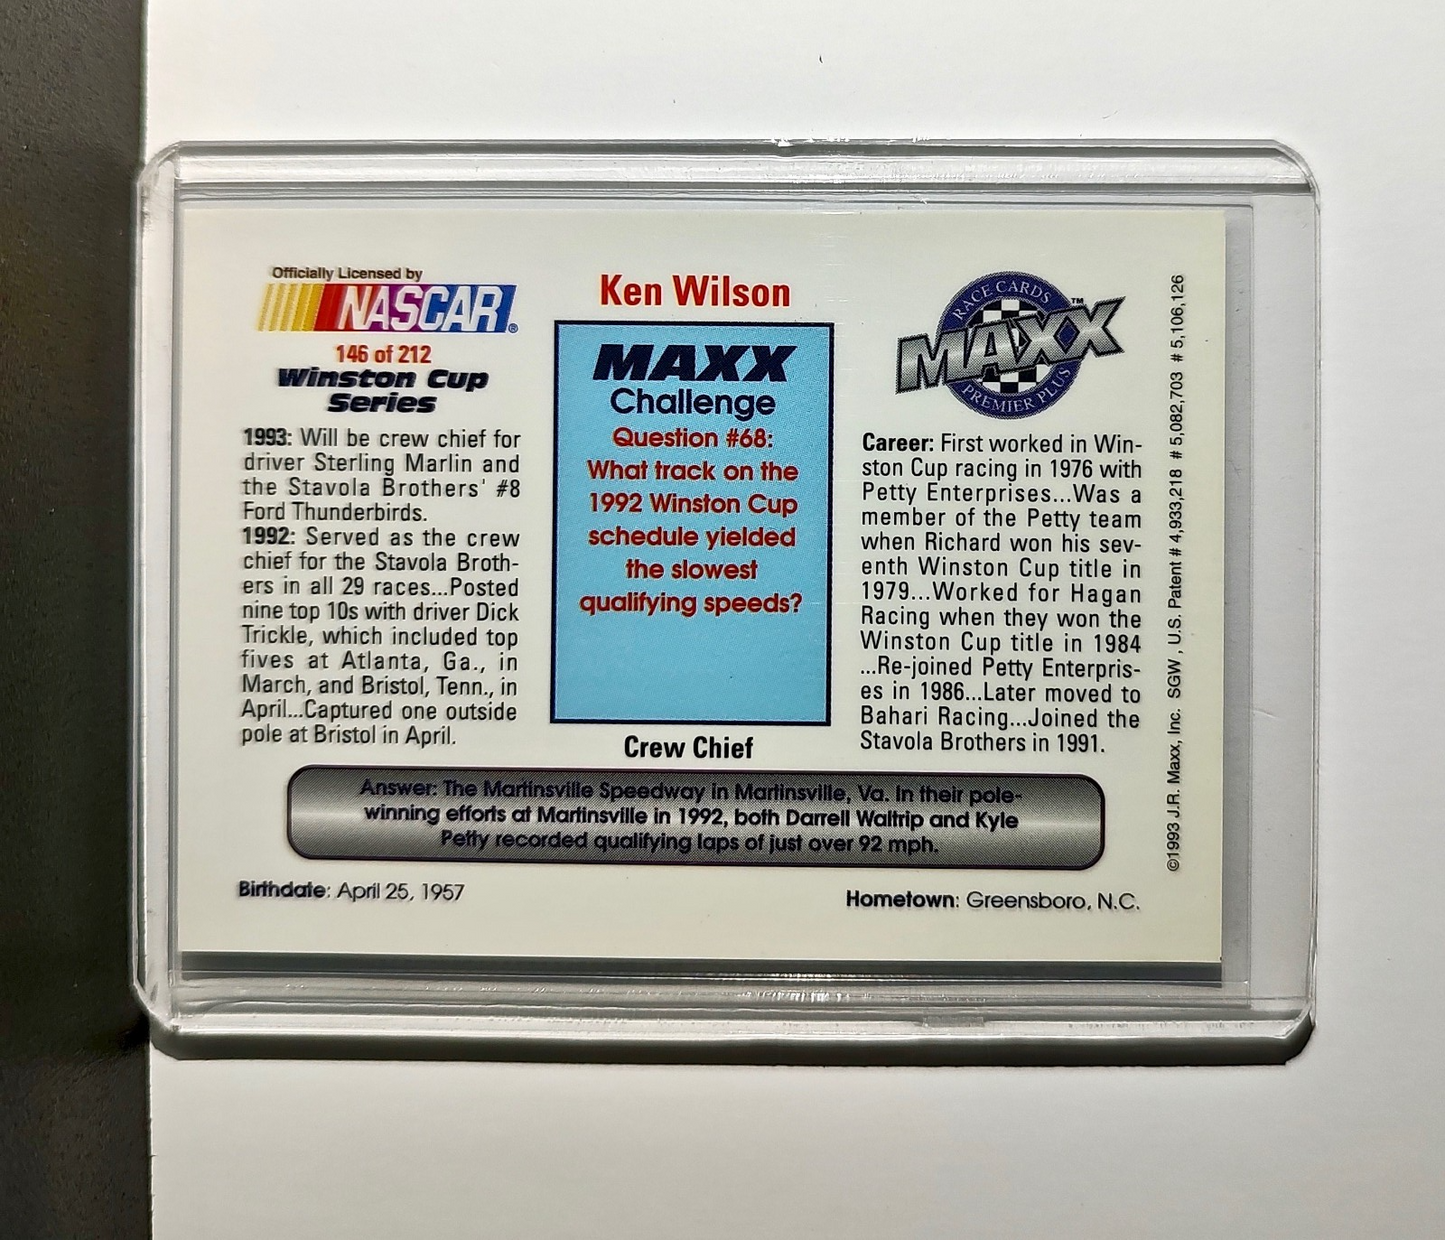 Officially Licensed by
NASCAR®
146 of 212
Winston Cup
Series
1993: Will be crew chief for
driver Sterling Marlin and
the Stavola Brothers' #8
Ford Thunderbirds.
1992: Served as the crew
chief for the Stavola Broth-
ers in all 29 races...Posted
nine top 10s with driver Dick
Trickle, which included top
fives at Atlanta, Ga., in
March, and Bristol, Tenn., in
April...Captured one outside
pole at Bristol in April.
Ken Wilson
MAXX
Challenge
Question #68:
What track on the
1992 Winston Cup
schedule yielded
the slowest
qualifying speeds?
Crew Chief
RACE CARDS
MAXX™
PREMIER PLUS
Career: First worked in Win-
ston Cup racing in 1976 with
Petty Enterprises...Was a
member of the Petty team
when Richard won his sev-
enth Winston Cup title in
1979...Worked for Hagan
Racing when they won the
Winston Cup title in 1984
...Re-joined Petty Enterpris-
es in 1986...Later moved to
Bahari Racing...Joined the
Stavola Brothers in 1991.
Answer: The Martinsville Speedway in Martinsville, Va. In their pole-
winning efforts at Martinsville in 1992, both Darrell Waltrip and Kyle
Petty recorded qualifying laps of just over 92 mph.
Birthdate: April 25, 1957
Hometown: Greensboro, N.C.
©1993 J.R. Maxx, Inc. SGW, U.S. Patent # 4,933,218 # 5,082,703 # 5,106,126